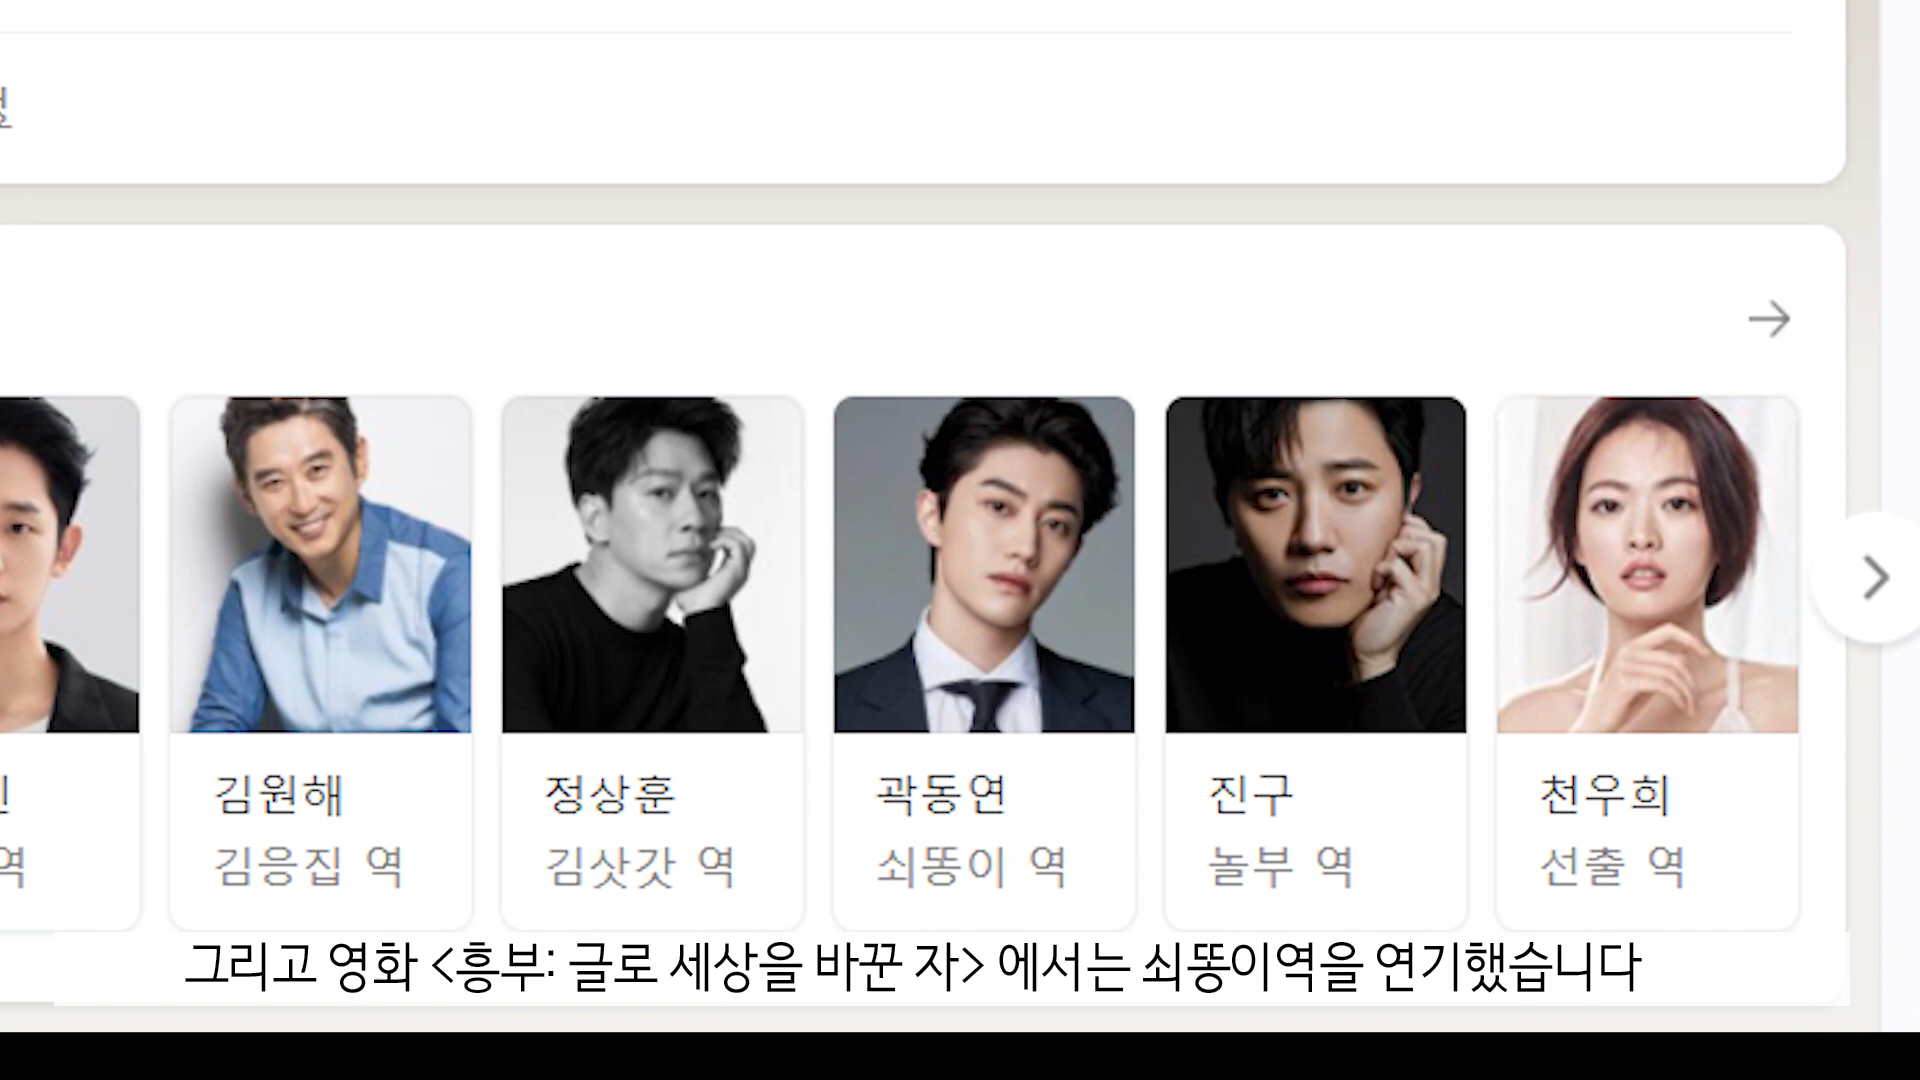 김원해
김응집 역
정상훈
김삿갓 역
곽동연
쇠똥이 역
진구
놀부 역
천우희
선출 역
역
그리고 영화 <흥부: 글로 세상을 바꾼 자> 에서는 쇠똥이역을 연기했습니다